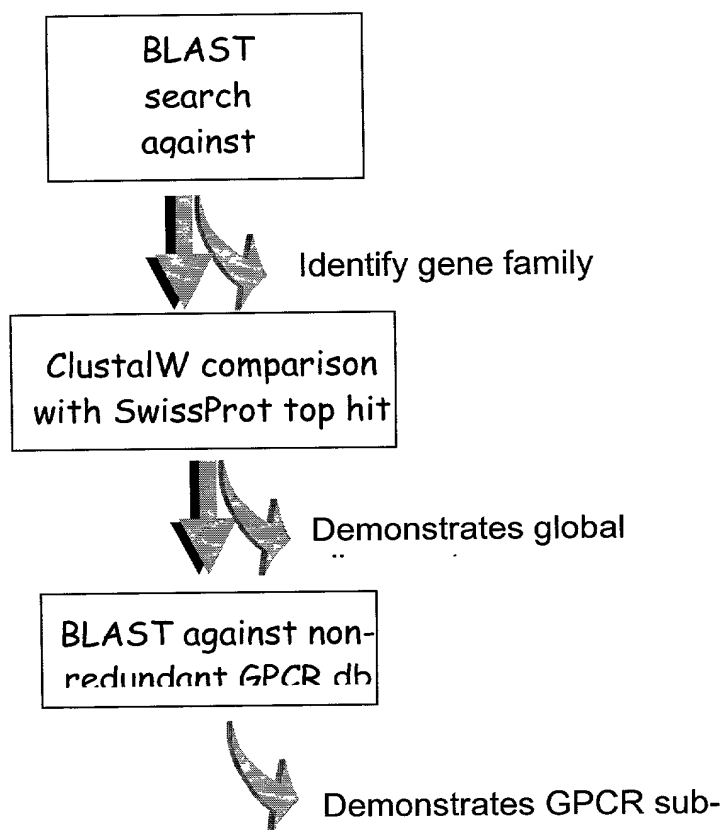 BLAST
search
against
Identify gene family
ClustalW comparison
with SwissProt top hit
Demonstrates global
BLAST against non-
redundant GPCR db
Demonstrates GPCR sub-